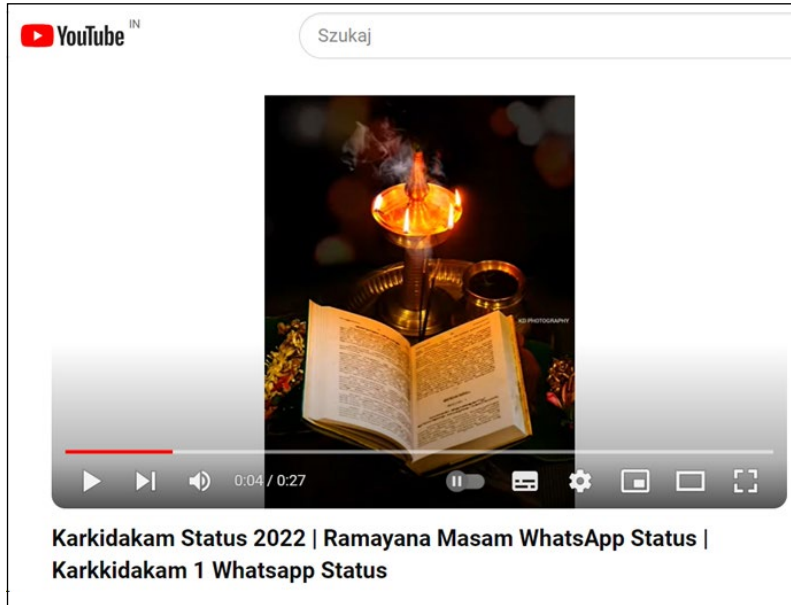 YouTube IN
Szukaj
KD PHOTOGRAPHY
0:04 / 0:27
Karkidakam Status 2022 | Ramayana Masam WhatsApp Status |
Karkkidakam 1 Whatsapp Status